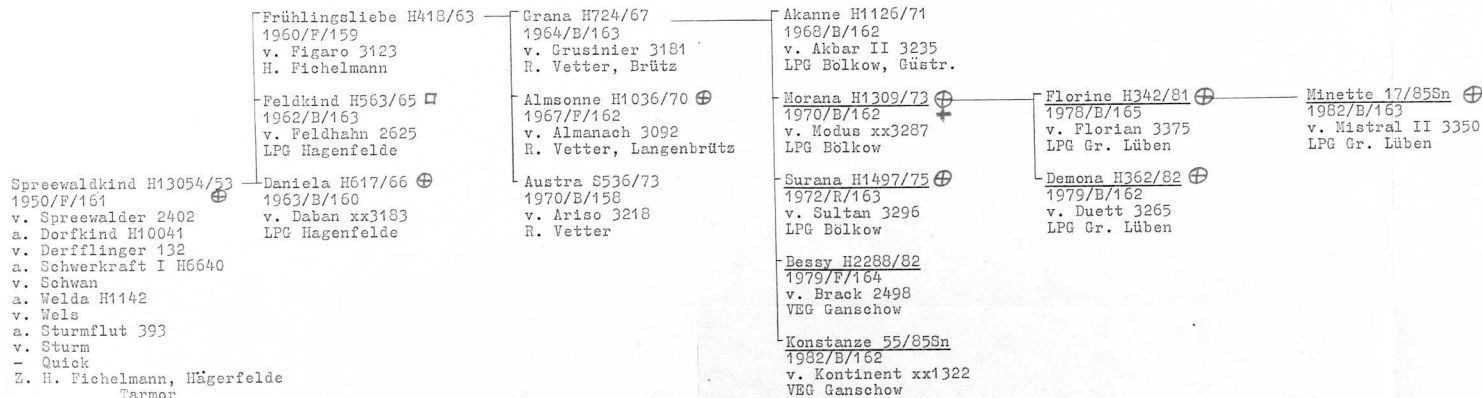 Spreewaldkind H13054/53
1950/F/161
v. Spreewalder 2402
a. Dorfkind H10041
v. Derfflinger 132
a. Schwerkraft I H6640
v. Schwan
a. Welda H1142
v. Wels
a. Sturmflut 393
v. Sturm
- Quick
Z. H. Fichelmann, Hägerfelde
Tarmor
Frühlingsliebe H418/63
1960/F/159
v. Figaro 3123
H. Fichelmann
Feldkind H563/65
1962/B/163
v. Feldhahn 2625
LPG Hagenfelde
Daniela H617/66
1963/B/160
v. Daban xx3183
LPG Hagenfelde
Grana H724/67
1964/B/163
v. Grusinier 3181
R. Vetter, Brütz
Almsonne H1036/70
1967/F/162
v. Almanach 3092
R. Vetter, Langenbrütz
Austra S536/73
1970/B/158
v. Ariso 3218
R. Vetter
Akanne H1126/71
1968/B/162
v. Akbar II 3235
LPG Bölkow, Güstr.
Morana H1309/73
1970/B/162
v. Modus xx3287
LPG Bölkow
Surana H1497/75
1972/R/163
v. Sultan 3296
LPG Bölkow
Bessy H2288/82
1979/F/164
v. Brack 2498
VEG Ganschow
Konstanze 55/85Sn
1982/B/162
v. Kontinent xx1322
VEG Ganschow
Florine H342/81
1978/B/165
v. Florian 3375
LPG Gr. Lüben
Demona H362/82
1979/B/162
v. Duett 3265
LPG Gr. Lüben
Minette 17/85Sn
1982/B/163
v. Mistral II 3350
LPG Gr. Lüben